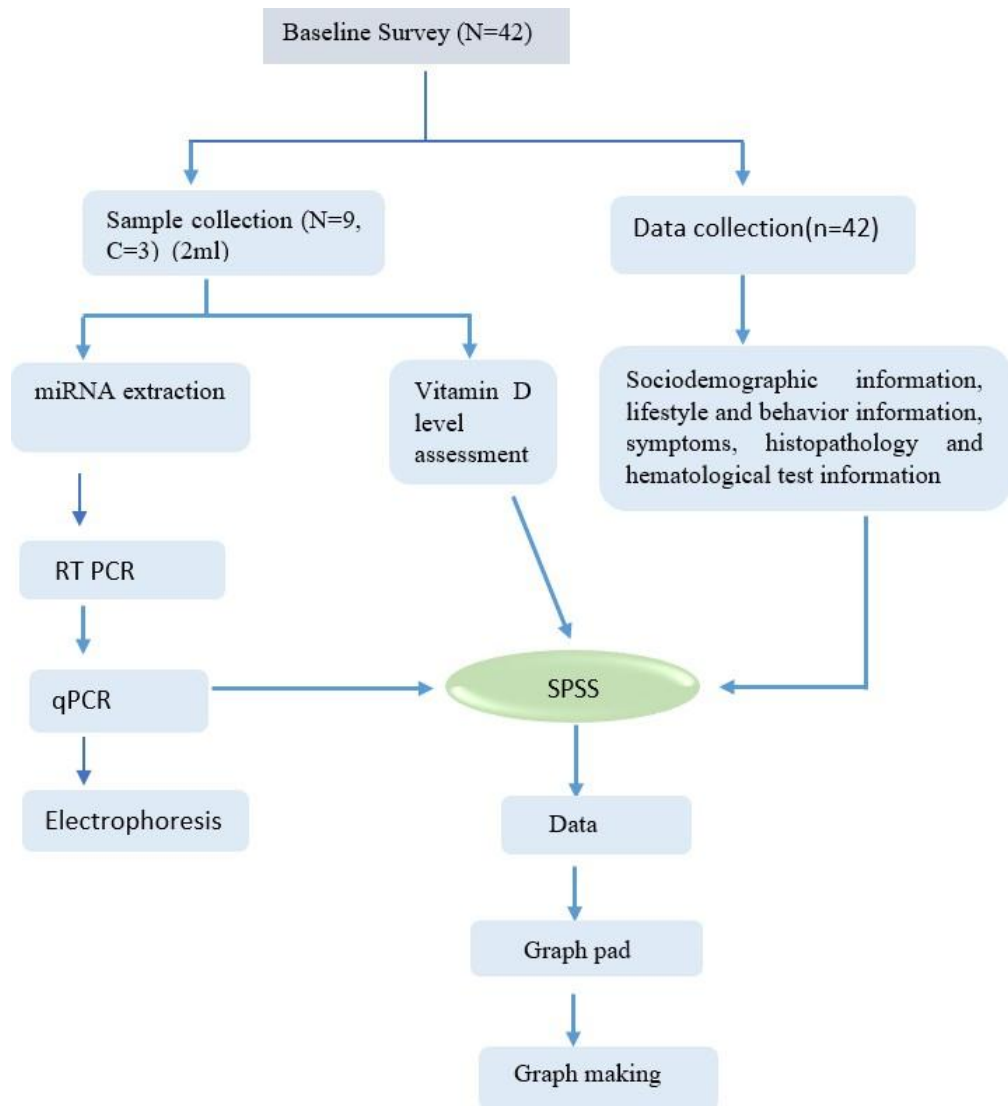 Baseline Survey (N=42)
Sample collection (N=9,
C=3) (2ml)
Data collection(n=42)
miRNA extraction
Vitamin D
level
assessment
Sociodemographic information,
lifestyle and behavior information,
symptoms, histopathology and
hematological test information
RT PCR
qPCR
SPSS
Electrophoresis
Data
Graph pad
Graph making